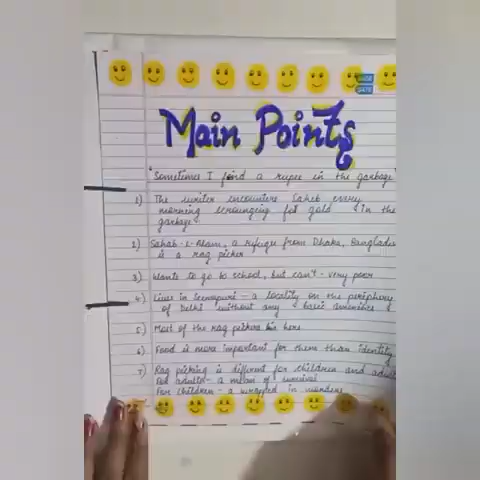 Main Points
"Sometimes I find a rupee in the garbage"
1) The writer encounters Saheb every
morning scrounging for gold in the
garbage.
2) Sahab-e-Alam, a refugee from Dhaka, Banglade
is a rag picker
3) Wants to go to school, but can't - very poor
4) Lives in Seemapuri - a locality on the periphery
of Delhi without any basic amenities
5) Most of the rag pickers live here
6) Food is more important for them than identity
7) Rag picking is different for children and adult
For adults - a means of survival
For children - a wrapped in wonders